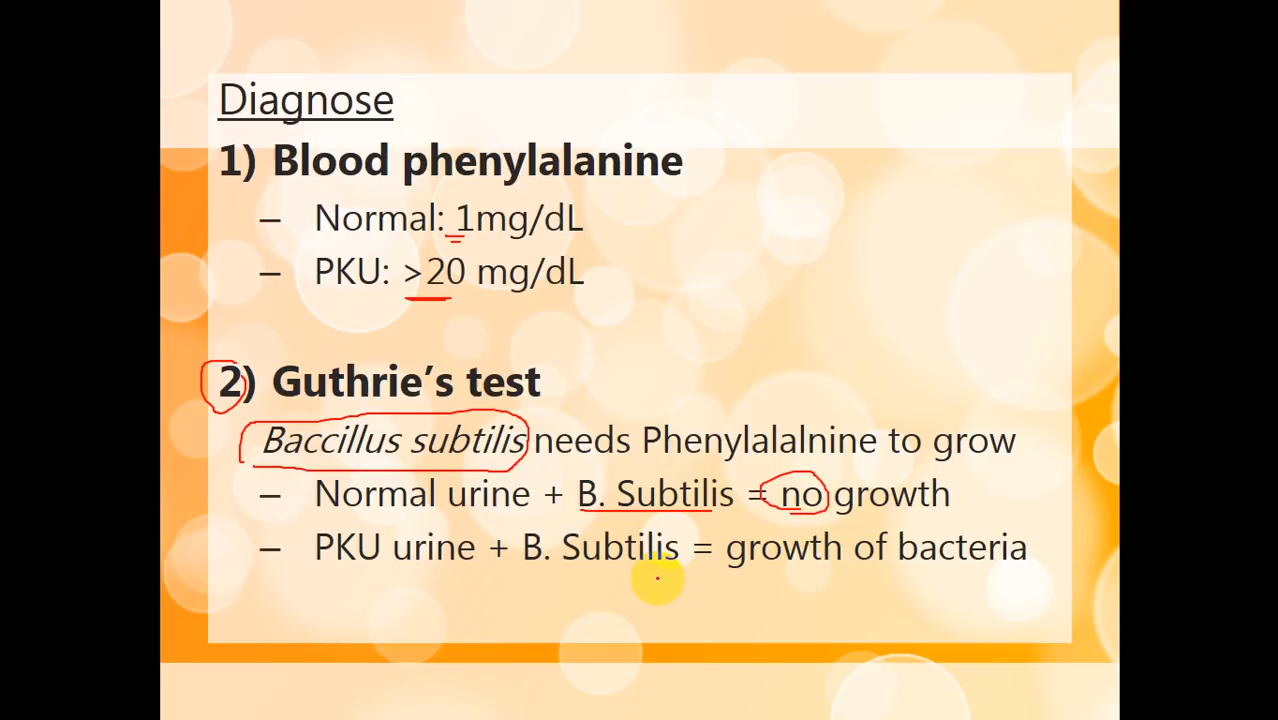 Diagnose
1) Blood phenylalanine
– Normal: 1mg/dL
– PKU: >20 mg/dL
2) Guthrie’s test
Baccillus subtilis needs Phenylalalnine to grow
– Normal urine + B. Subtilis = no growth
– PKU urine + B. Subtilis = growth of bacteria